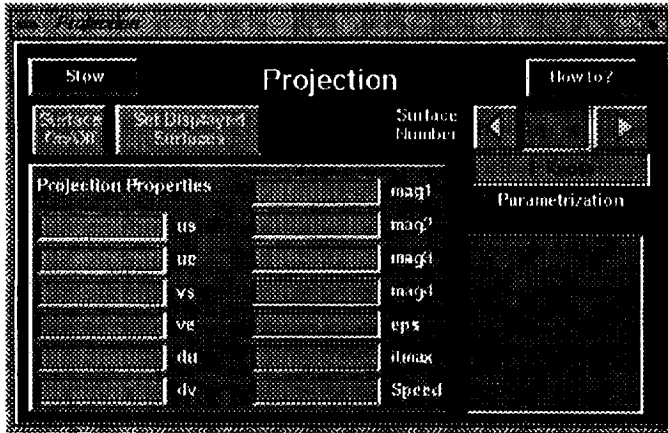 Projection
Stow
Projection
How to?
Surface
On/Off
Set Displayed
Surfaces
Surface
Number
Projection Properties
mag1
Parametrization
us
mag2
ue
mag3
vs
mag4
ve
eps
du
itmax
dv
Speed